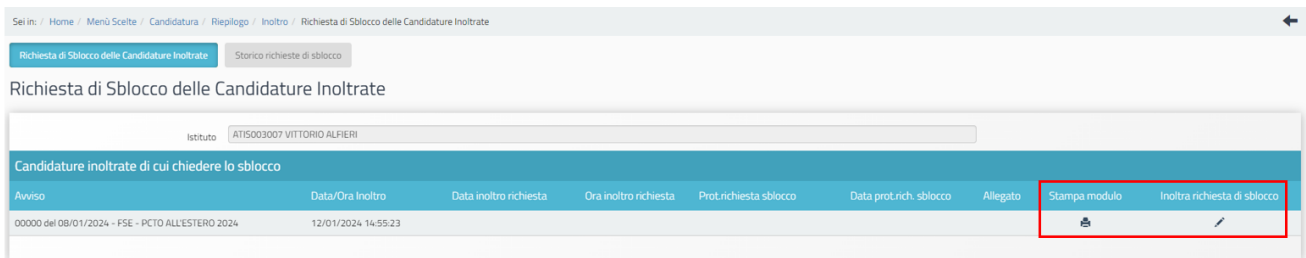 Sei in: / Home / Menù Scelte / Candidatura / Riepilogo / Inoltro / Richiesta di Sblocco delle Candidature Inoltrate
Richiesta di Sblocco delle Candidature Inoltrate Storico richieste di sblocco
Richiesta di Sblocco delle Candidature Inoltrate
Istituto ATIS003007 VITTORIO ALFIERI
Candidature inoltrate di cui chiedere lo sblocco
Avviso Data/Ora Inoltro Data inoltro richiesta Ora inoltro richiesta Prot.richiesta sblocco Data prot.rich. sblocco Allegato Stampa modulo Inoltra richiesta di sblocco
00000 del 08/01/2024 - FSE - PCTO ALL'ESTERO 2024 12/01/2024 14:55:23